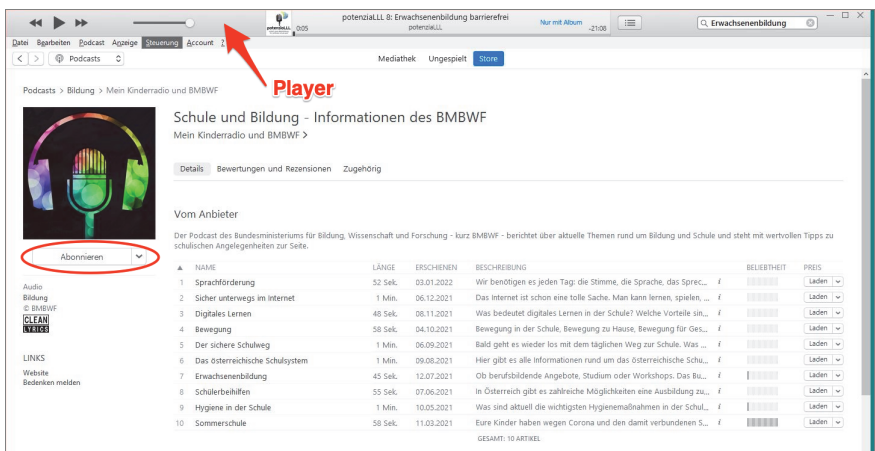 potenziaLLL 8: Erwachsenenbildung barrierefrei
potenziaLLL
0:05
Nur mit Album
-21:08
Erwachsenenbildung
Datei Bearbeiten Podcast Anzeige Steuerung Account
Podcasts
Mediathek Ungespielt Store
Player
Podcasts > Bildung > Mein Kinderradio und BMBWF
Schule und Bildung - Informationen des BMBWF
Mein Kinderradio und BMBWF >
Details Bewertungen und Rezensionen Zugehörig
Vom Anbieter
Der Podcast des Bundesministeriums für Bildung, Wissenschaft und Forschung - kurz BMBWF - berichtet über aktuelle Themen rund um Bildung und Schule und steht mit wertvollen Tipps zu
schulischen Angelegenheiten zur Seite.
Abonnieren
Audio
Bildung
© BMBWF
CLEAN
LYRICS
LINKS
Website
Bedenken melden
NAME LÄNGE ERSCHIENEN BESCHREIBUNG BELIEBTHEIT PREIS
1 Sprachförderung 52 Sek. 03.01.2022 Wir benötigen es jeden Tag: die Stimme, die Sprache, das Sprec... i Laden
2 Sicher unterwegs im Internet 1 Min. 06.12.2021 Das Internet ist schon eine tolle Sache. Man kann lernen, spielen, ... i Laden
3 Digitales Lernen 48 Sek. 08.11.2021 Was bedeutet digitales Lernen in der Schule? Welche Vorteile sin... i Laden
4 Bewegung 58 Sek. 04.10.2021 Bewegung in der Schule, Bewegung zu Hause, Bewegung für Ges... i Laden
5 Der sichere Schulweg 1 Min. 06.09.2021 Bald geht es wieder los mit dem täglichen Weg zur Schule. Was ... i Laden
6 Das österreichische Schulsystem 1 Min. 09.08.2021 Hier gibt es alle Informationen rund um das österreichische Schu... i Laden
7 Erwachsenenbildung 45 Sek. 12.07.2021 Ob berufsbildende Angebote, Studium oder Workshops. Das Bu... i Laden
8 Schülerbeihilfen 55 Sek. 07.06.2021 In Österreich gibt es zahlreiche Möglichkeiten eine Ausbildung zu... i Laden
9 Hygiene in der Schule 1 Min. 10.05.2021 Was sind aktuell die wichtigsten Hygienemaßnahmen in der Schul... i Laden
10 Sommerschule 58 Sek. 11.03.2021 Eure Kinder haben wegen Corona und den damit verbundenen S... i Laden
GESAMT: 10 ARTIKEL